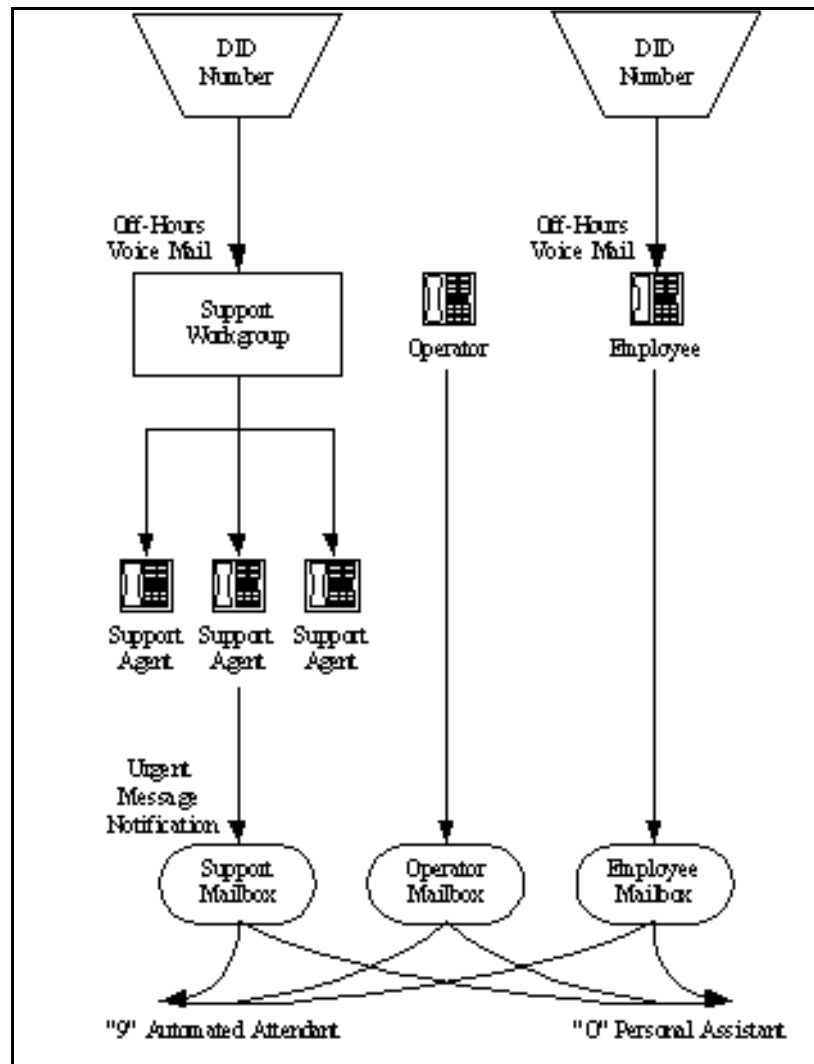 DID
Number
DID
Number
Off-Hours
Voice Mail
Off-Hours
Voice Mail
Support
Workgroup
Operator
Employee
Support
Agent
Support
Agent
Support
Agent
Urgent
Message
Notification
Support
Mailbox
Operator
Mailbox
Employee
Mailbox
"9" Automated Attendant
"0" Personal Assistant